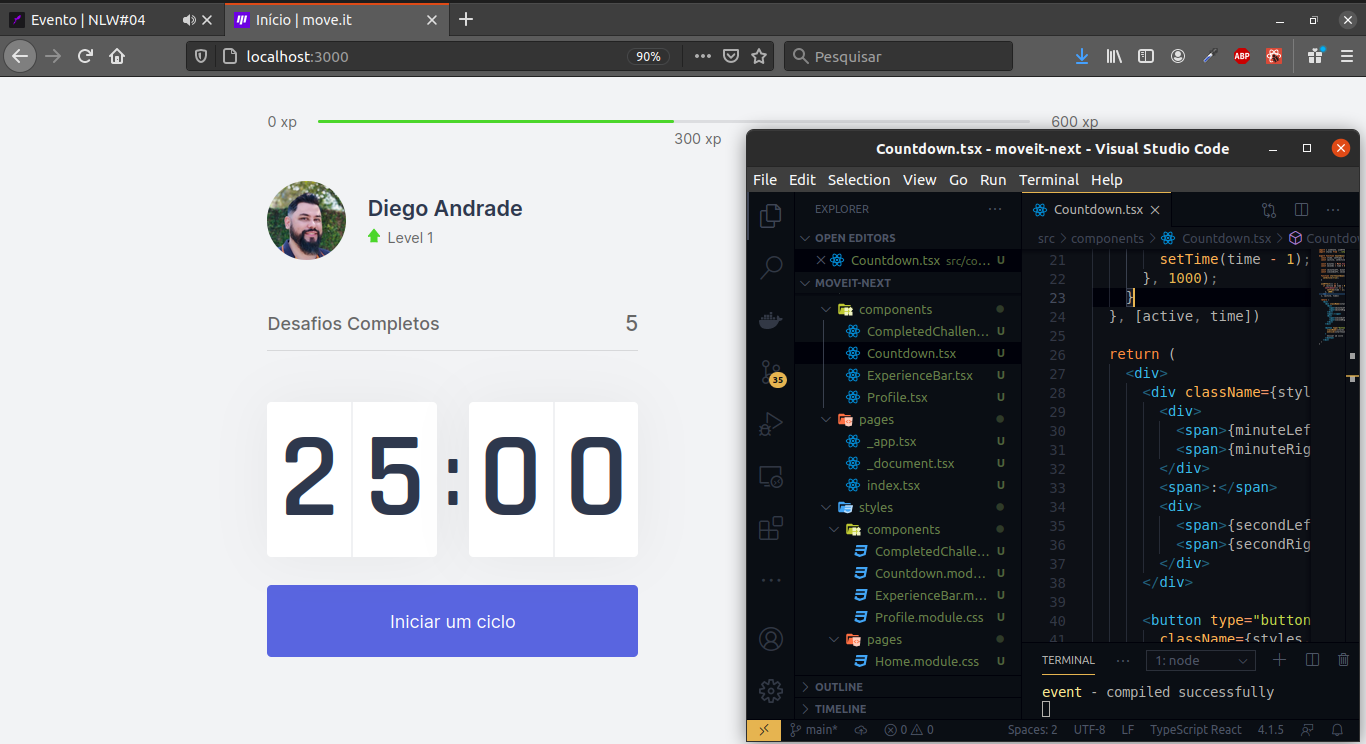 Evento | NLW#04
Início | move.it
localhost:3000
90%
Pesquisar
ABP
0 xp
600 xp
300 xp
Diego Andrade
Level 1
Desafios Completos
5
25:00
Iniciar um ciclo
Countdown.tsx - moveit-next - Visual Studio Code
File Edit Selection View Go Run Terminal Help
EXPLORER
OPEN EDITORS
Countdown.tsx src/co... U
MOVEIT-NEXT
components
CompletedChallen... U
Countdown.tsx U
ExperienceBar.tsx U
Profile.tsx U
pages
_app.tsx U
_document.tsx U
index.tsx U
styles
components
CompletedChalle... U
Countdown.mod... U
ExperienceBar.m... U
Profile.module.css U
pages
Home.module.css U
OUTLINE
TIMELINE
35
Countdown.tsx
src > components > Countdown.tsx > Countdow
21 setTime(time - 1);
22 }, 1000);
23 }
24 }, [active, time])
25
26 return (
27 <div>
28 <div className={styl
29 <div>
30 <span>{minuteLef
31 <span>{minuteRig
32 </div>
33 <span>:</span>
34 <div>
35 <span>{secondLef
36 <span>{secondRig
37 </div>
38 </div>
39
40 <button type="button
41 className={styles
TERMINAL
1: node
event - compiled successfully
main* 0 0 Spaces: 2 UTF-8 LF TypeScript React 4.1.5